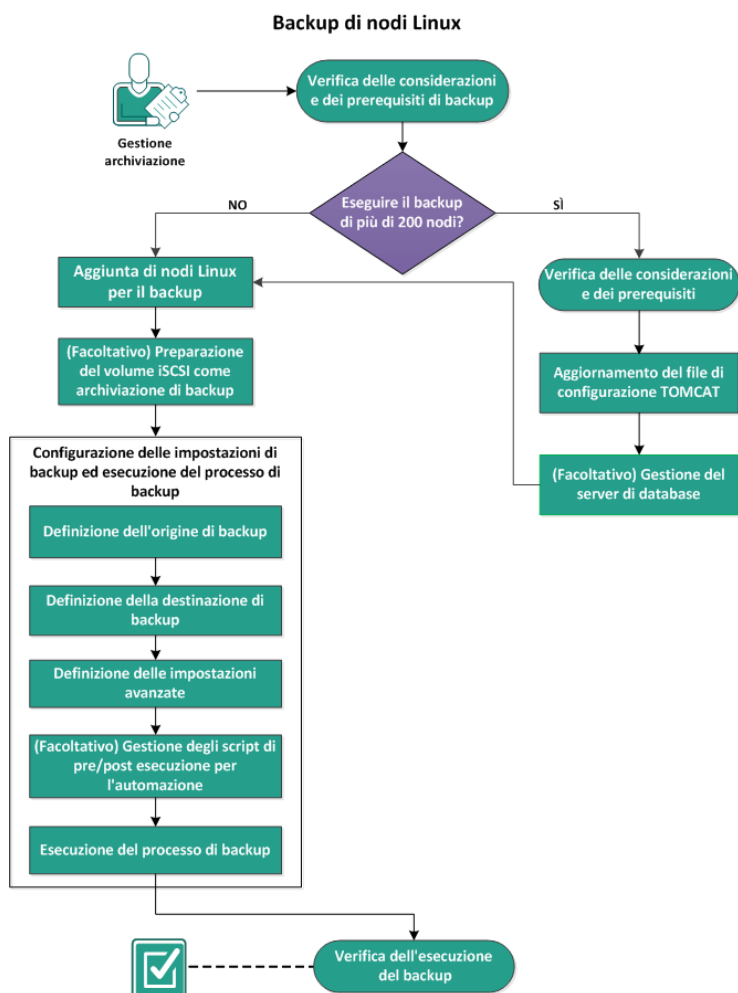 Backup di nodi Linux
Verifica delle considerazioni
e dei prerequisiti di backup
Gestione
archiviazione
Eseguire il backup
di più di 200 nodi?
NO
SÌ
Aggiunta di nodi Linux
per il backup
Verifica delle considerazioni
e dei prerequisiti
(Facoltativo) Preparazione
del volume iSCSI come
archiviazione di backup
Aggiornamento del file di
configurazione TOMCAT
(Facoltativo) Gestione del
server di database
Configurazione delle impostazioni di
backup ed esecuzione del processo di
backup
Definizione dell'origine di backup
Definizione della destinazione di
backup
Definizione delle impostazioni
avanzate
(Facoltativo) Gestione degli script di
pre/post esecuzione per
l'automazione
Esecuzione del processo di backup
Verifica dell'esecuzione
del backup